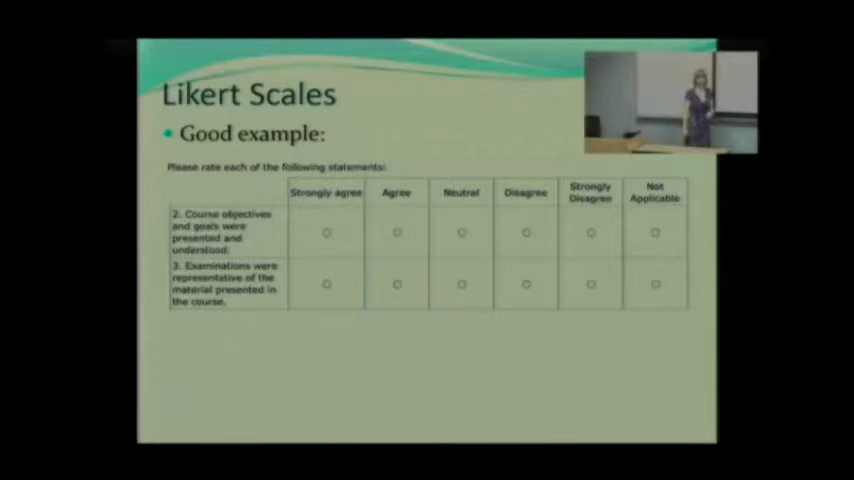 Likert Scales
Good example:
Please rate each of the following statements:
Strongly agree
Agree
Neutral
Disagree
Strongly
Disagree
Not
Applicable
2. Course objectives
and goals were
presented and
understood.
3. Examinations were
representative of the
material presented in
the course.